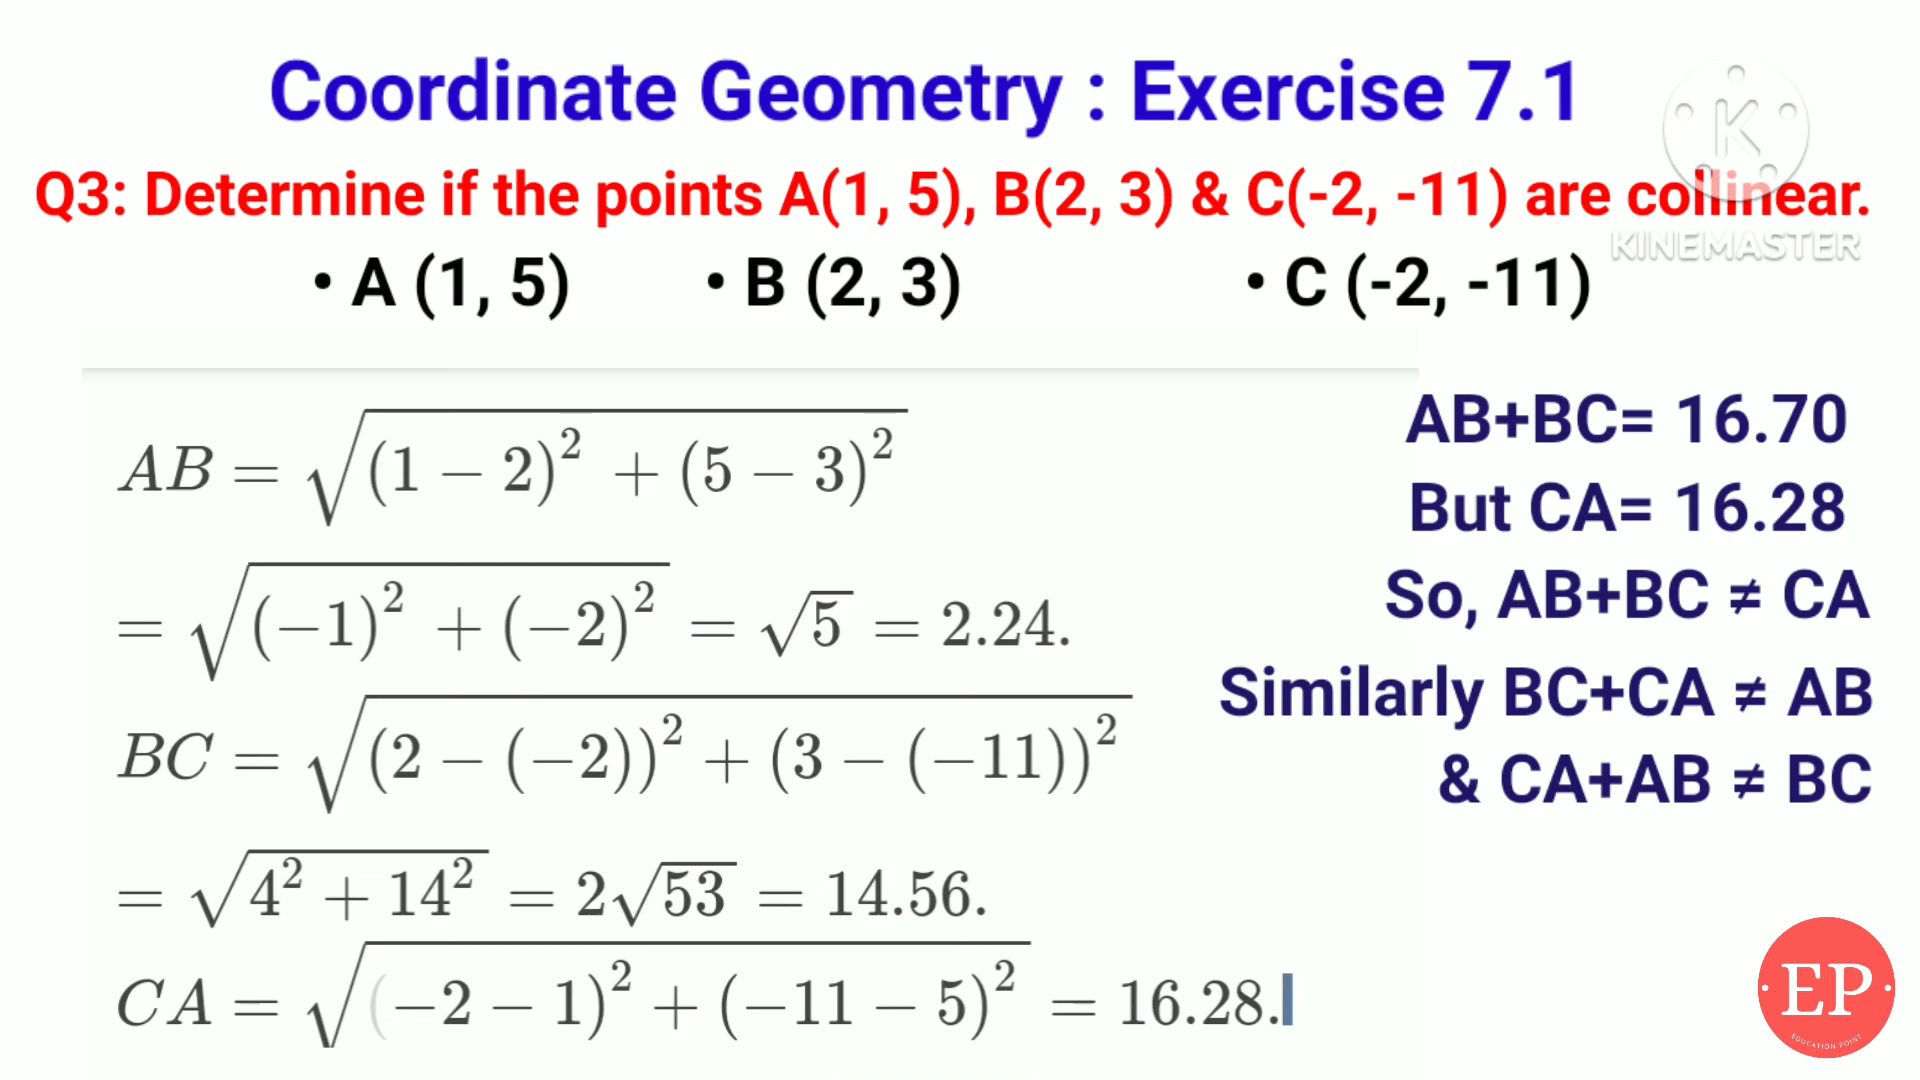 Coordinate Geometry : Exercise 7.1
K
Q3: Determine if the points A(1, 5), B(2, 3) & C(-2, -11) are collinear.
KINEMASTER
• A (1, 5) • B (2, 3) • C (-2, -11)
AB = √((1 − 2)² + (5 − 3)²)
= √((−1)² + (−2)²) = √5 = 2.24.
BC = √((2 − (−2))² + (3 − (−11))²)
= √(4² + 14²) = 2√53 = 14.56.
CA = √((−2 − 1)² + (−11 − 5)²) = 16.28.
AB+BC= 16.70
But CA= 16.28
So, AB+BC ≠ CA
Similarly BC+CA ≠ AB
& CA+AB ≠ BC
·EP·
EDUCATION POINT